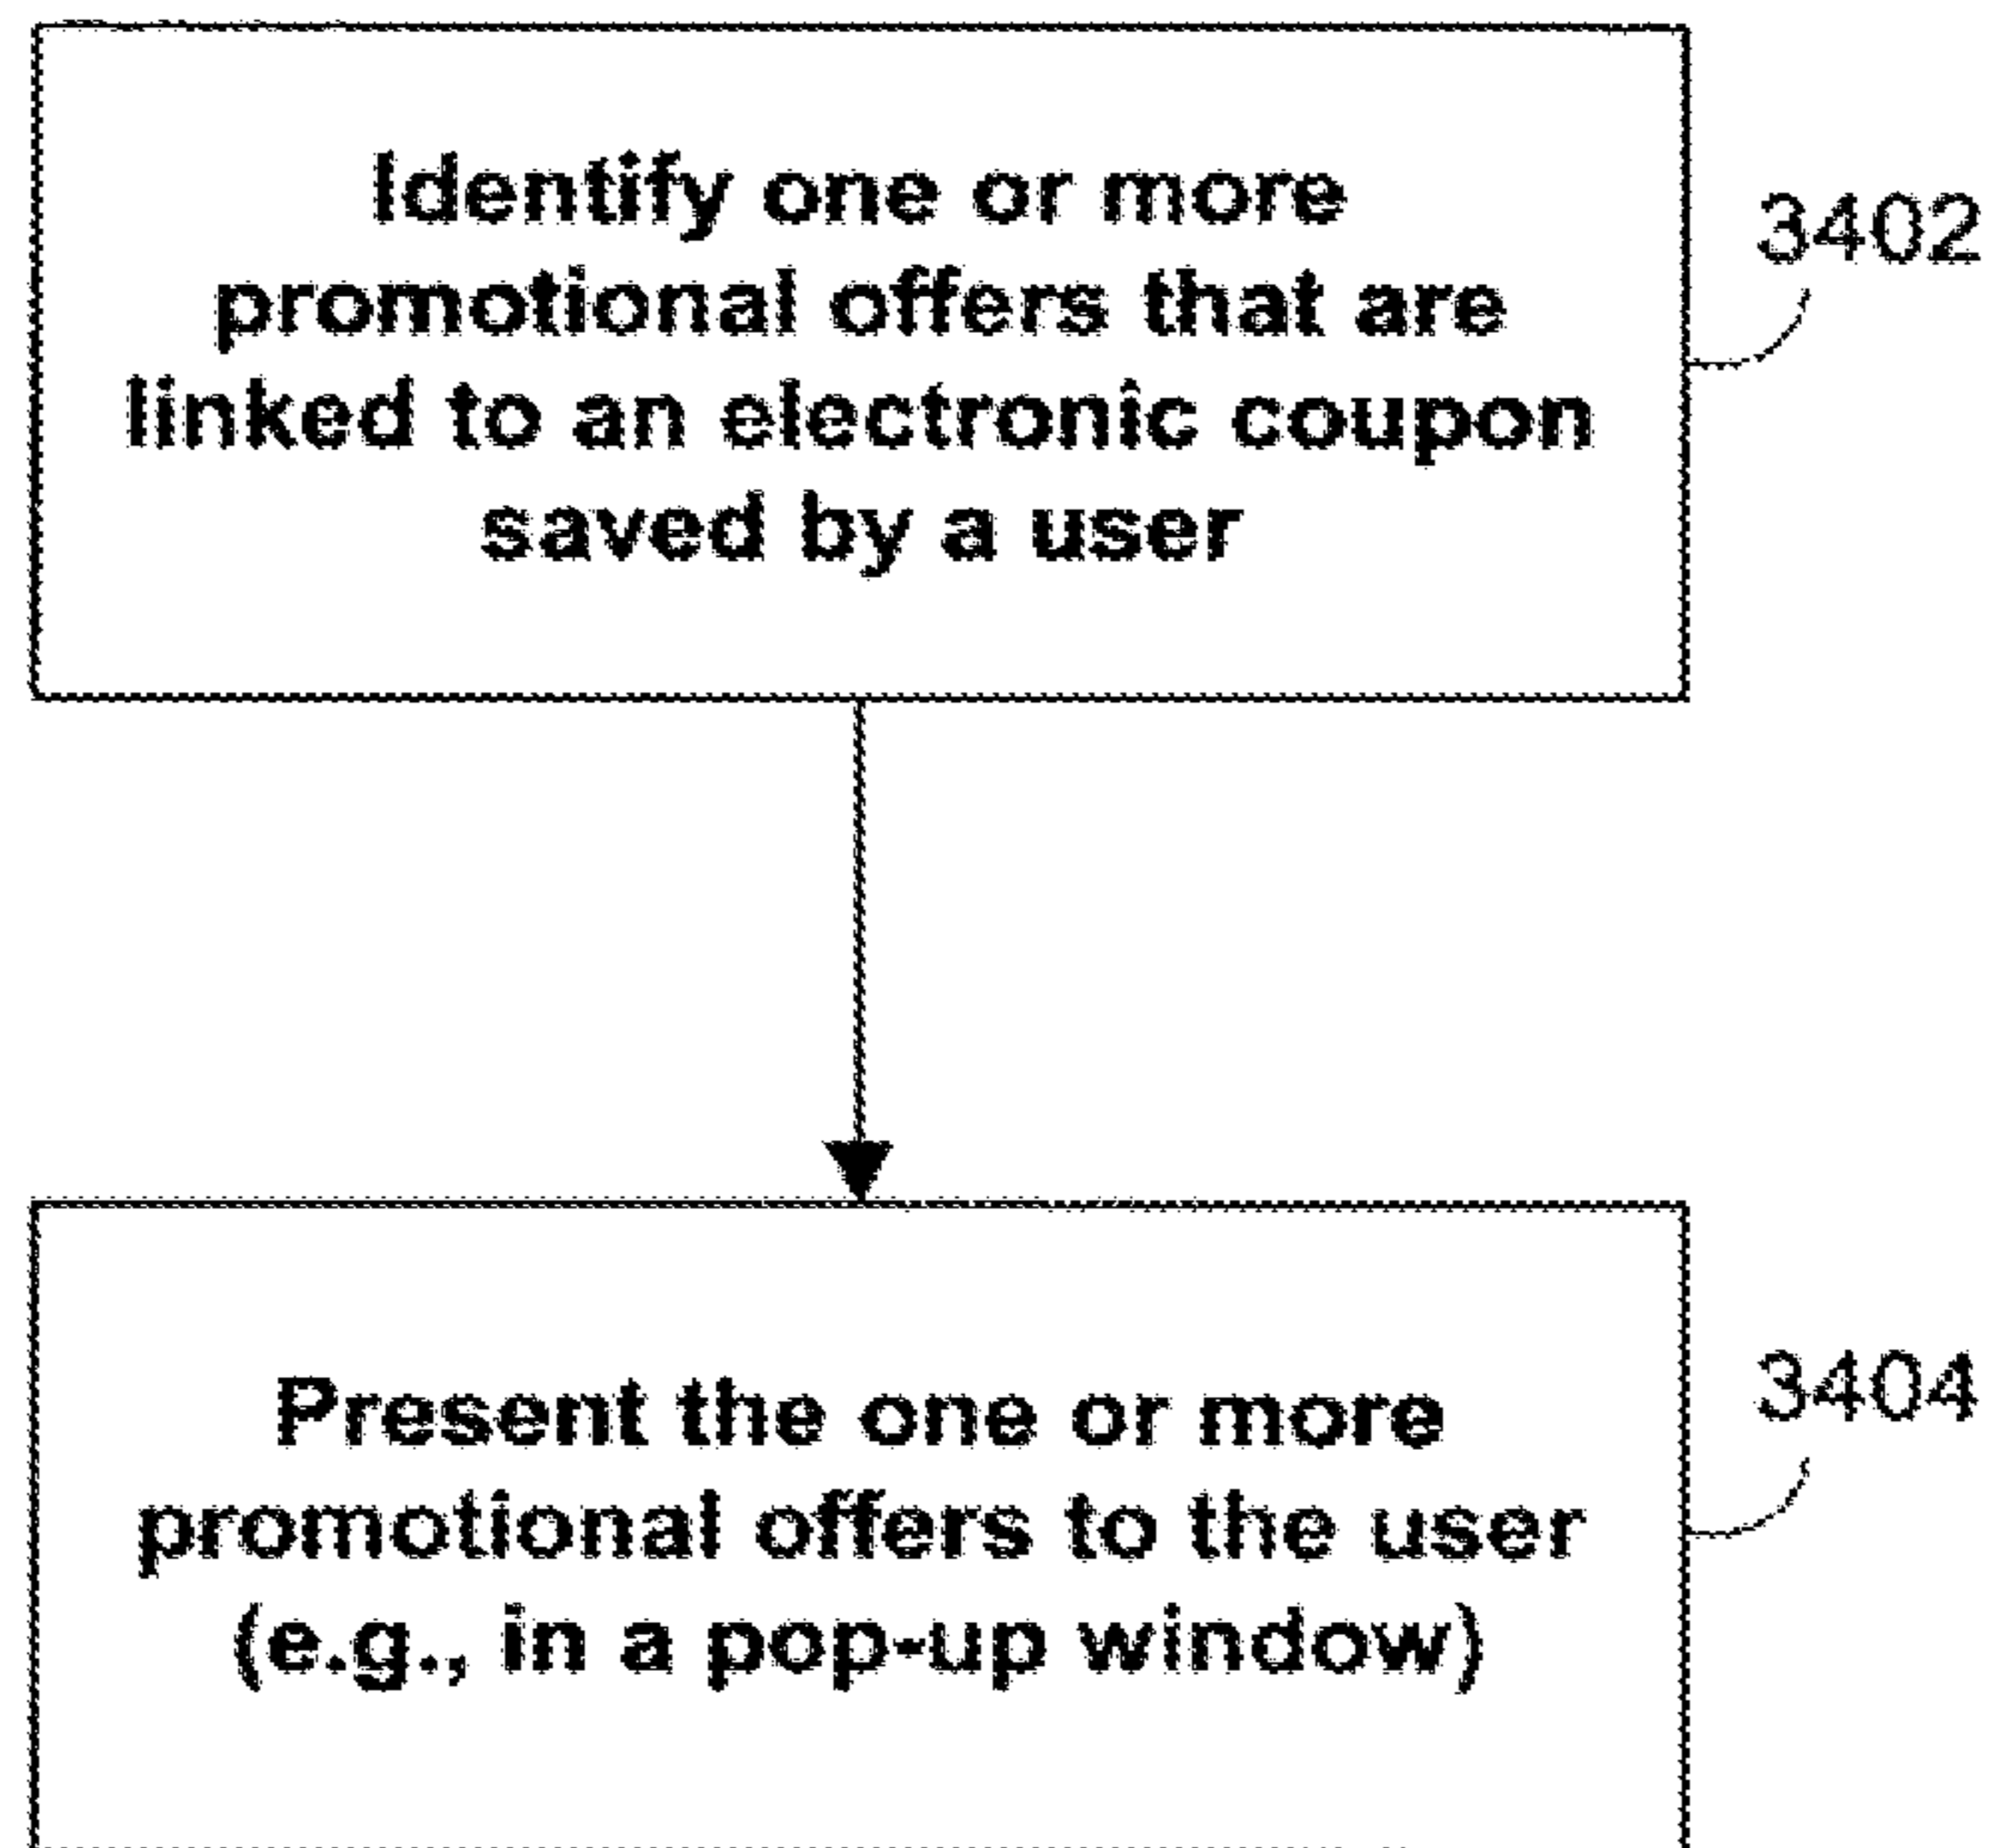 Identify one or more
promotional offers that are
linked to an electronic coupon
saved by a user
3402
Present the one or more
promotional offers to the user
(e.g., in a pop-up window)
3404